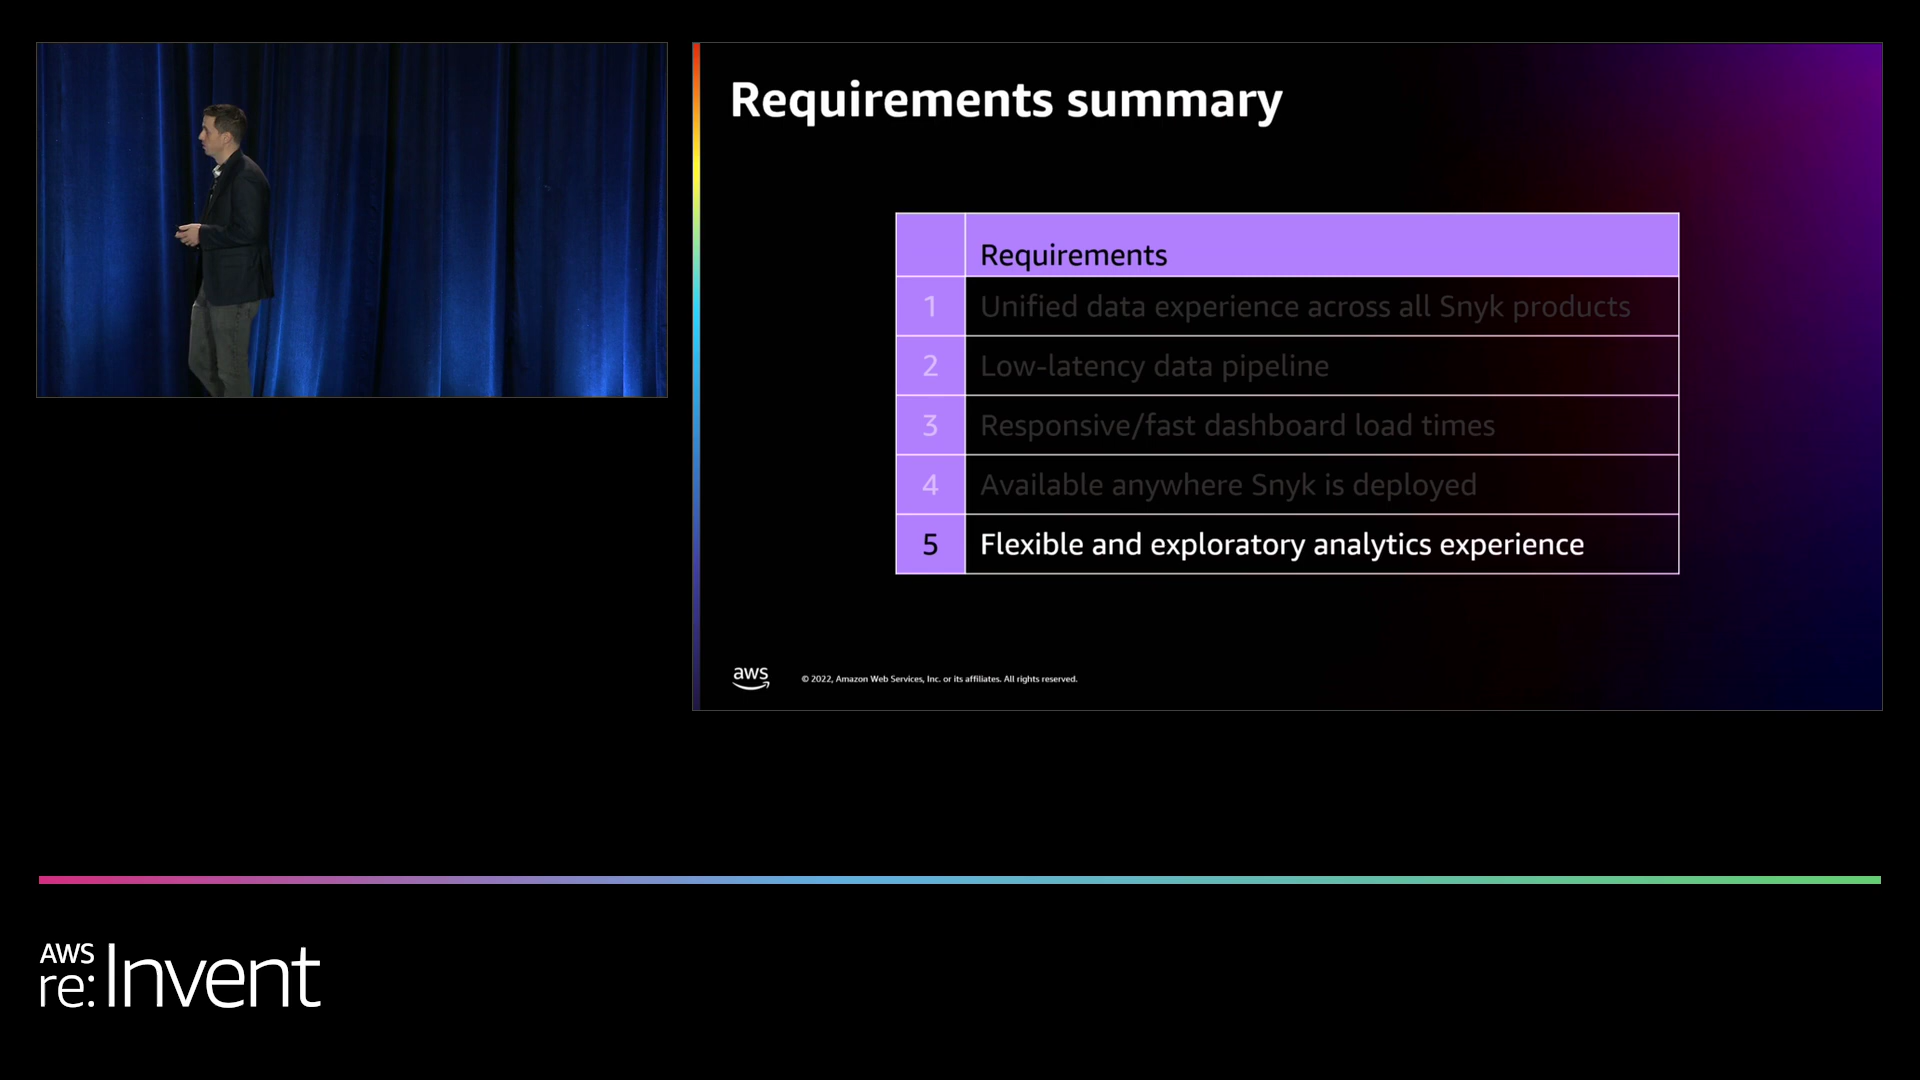 Requirements summary
Requirements
1 Unified data experience across all Snyk products
2 Low-latency data pipeline
3 Responsive/fast dashboard load times
4 Available anywhere Snyk is deployed
5 Flexible and exploratory analytics experience
aws
© 2022, Amazon Web Services, Inc. or its affiliates. All rights reserved.
AWS
re:Invent